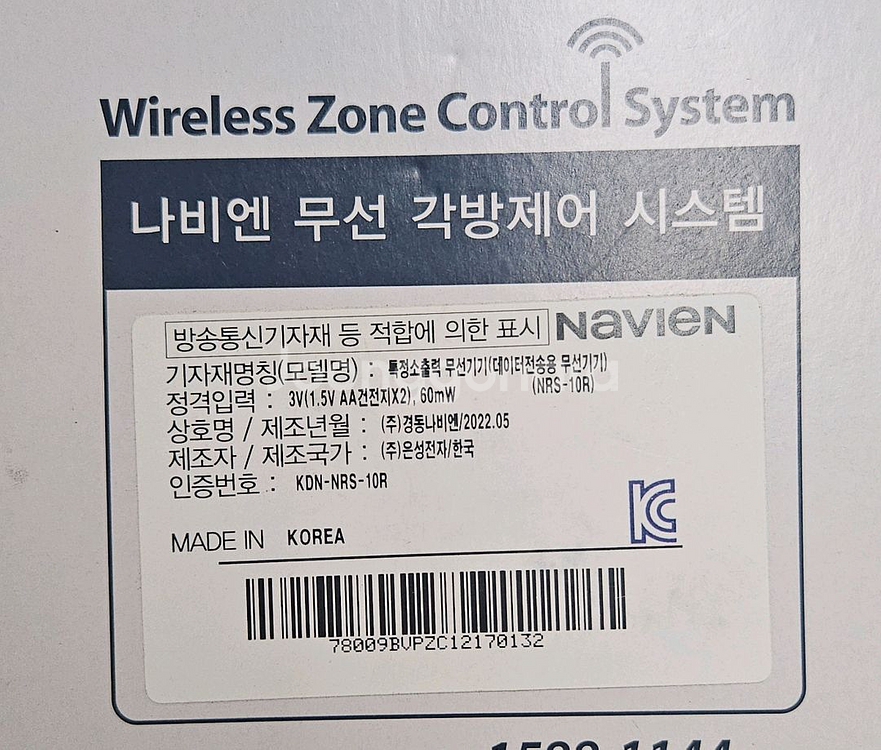 Wireless Zone Control System
나비엔 무선 각방제어 시스템
방송통신기자재 등 적합에 의한 표시 NAVIEN
기자재명칭(모델명) : 특정소출력 무선기기(데이터전송용 무선기기)
(NRS-10R)
정격입력 : 3V(1.5V AA건전지X2), 60mW
상호명 / 제조년월 : (주)경동나비엔/2022.05
제조자 / 제조국가 : (주)은성전자/한국
인증번호 : KDN-NRS-10R
MADE IN KOREA
78009BVPZC12170132